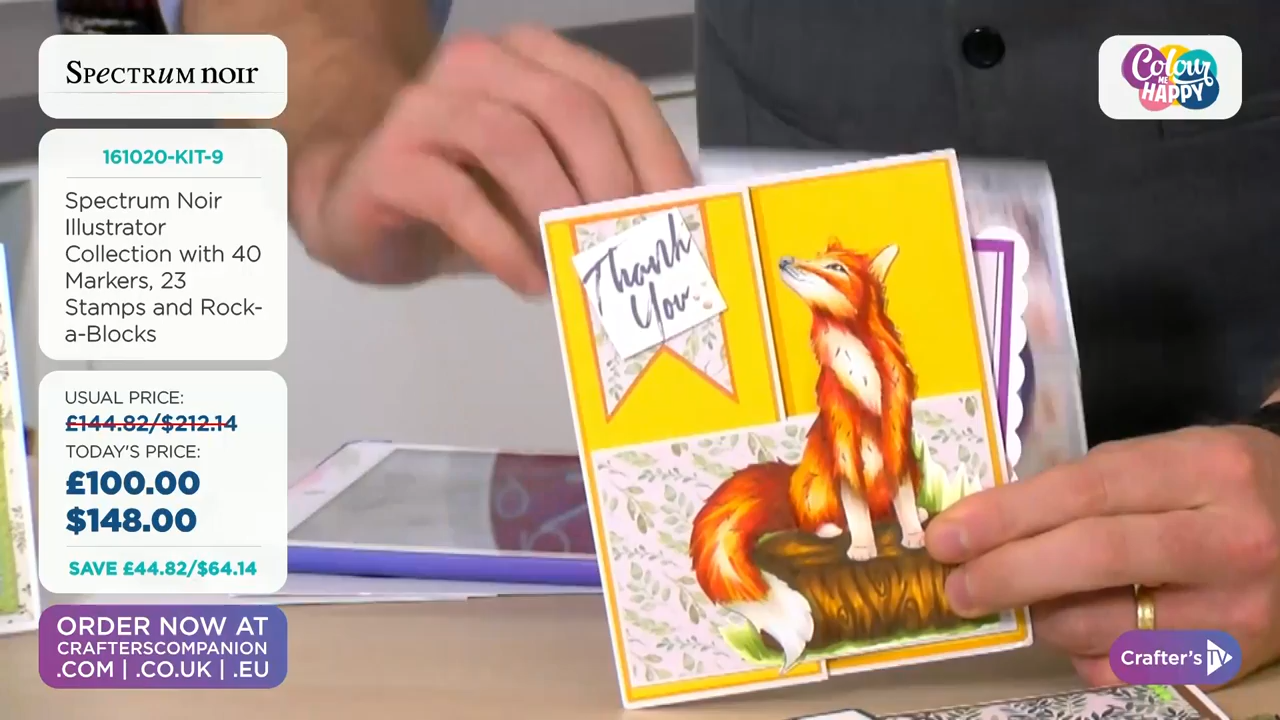 Spectrum noir
161020-KIT-9
Spectrum Noir
Illustrator
Collection with 40
Markers, 23
Stamps and Rock-
a-Blocks
USUAL PRICE:
£144.82/$212.14
TODAY'S PRICE:
£100.00
$148.00
SAVE £44.82/$64.14
ORDER NOW AT
CRAFTERSCOMPANION
.COM | .CO.UK | .EU
Thank
You
Colour
ME
HAPPY
Crafter's TV